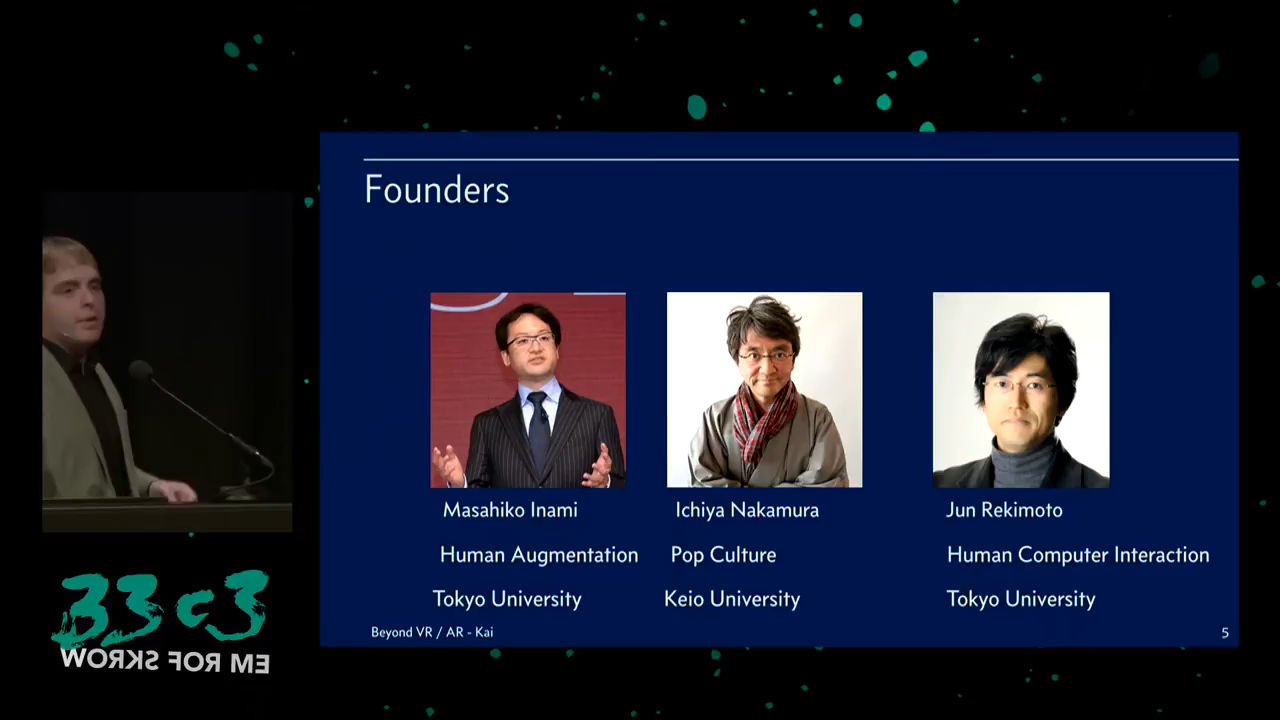 Founders
Masahiko Inami
Human Augmentation
Tokyo University
Ichiya Nakamura
Pop Culture
Keio University
Jun Rekimoto
Human Computer Interaction
Tokyo University
Beyond VR / AR - Kai
5
33c3
WORKS FOR ME